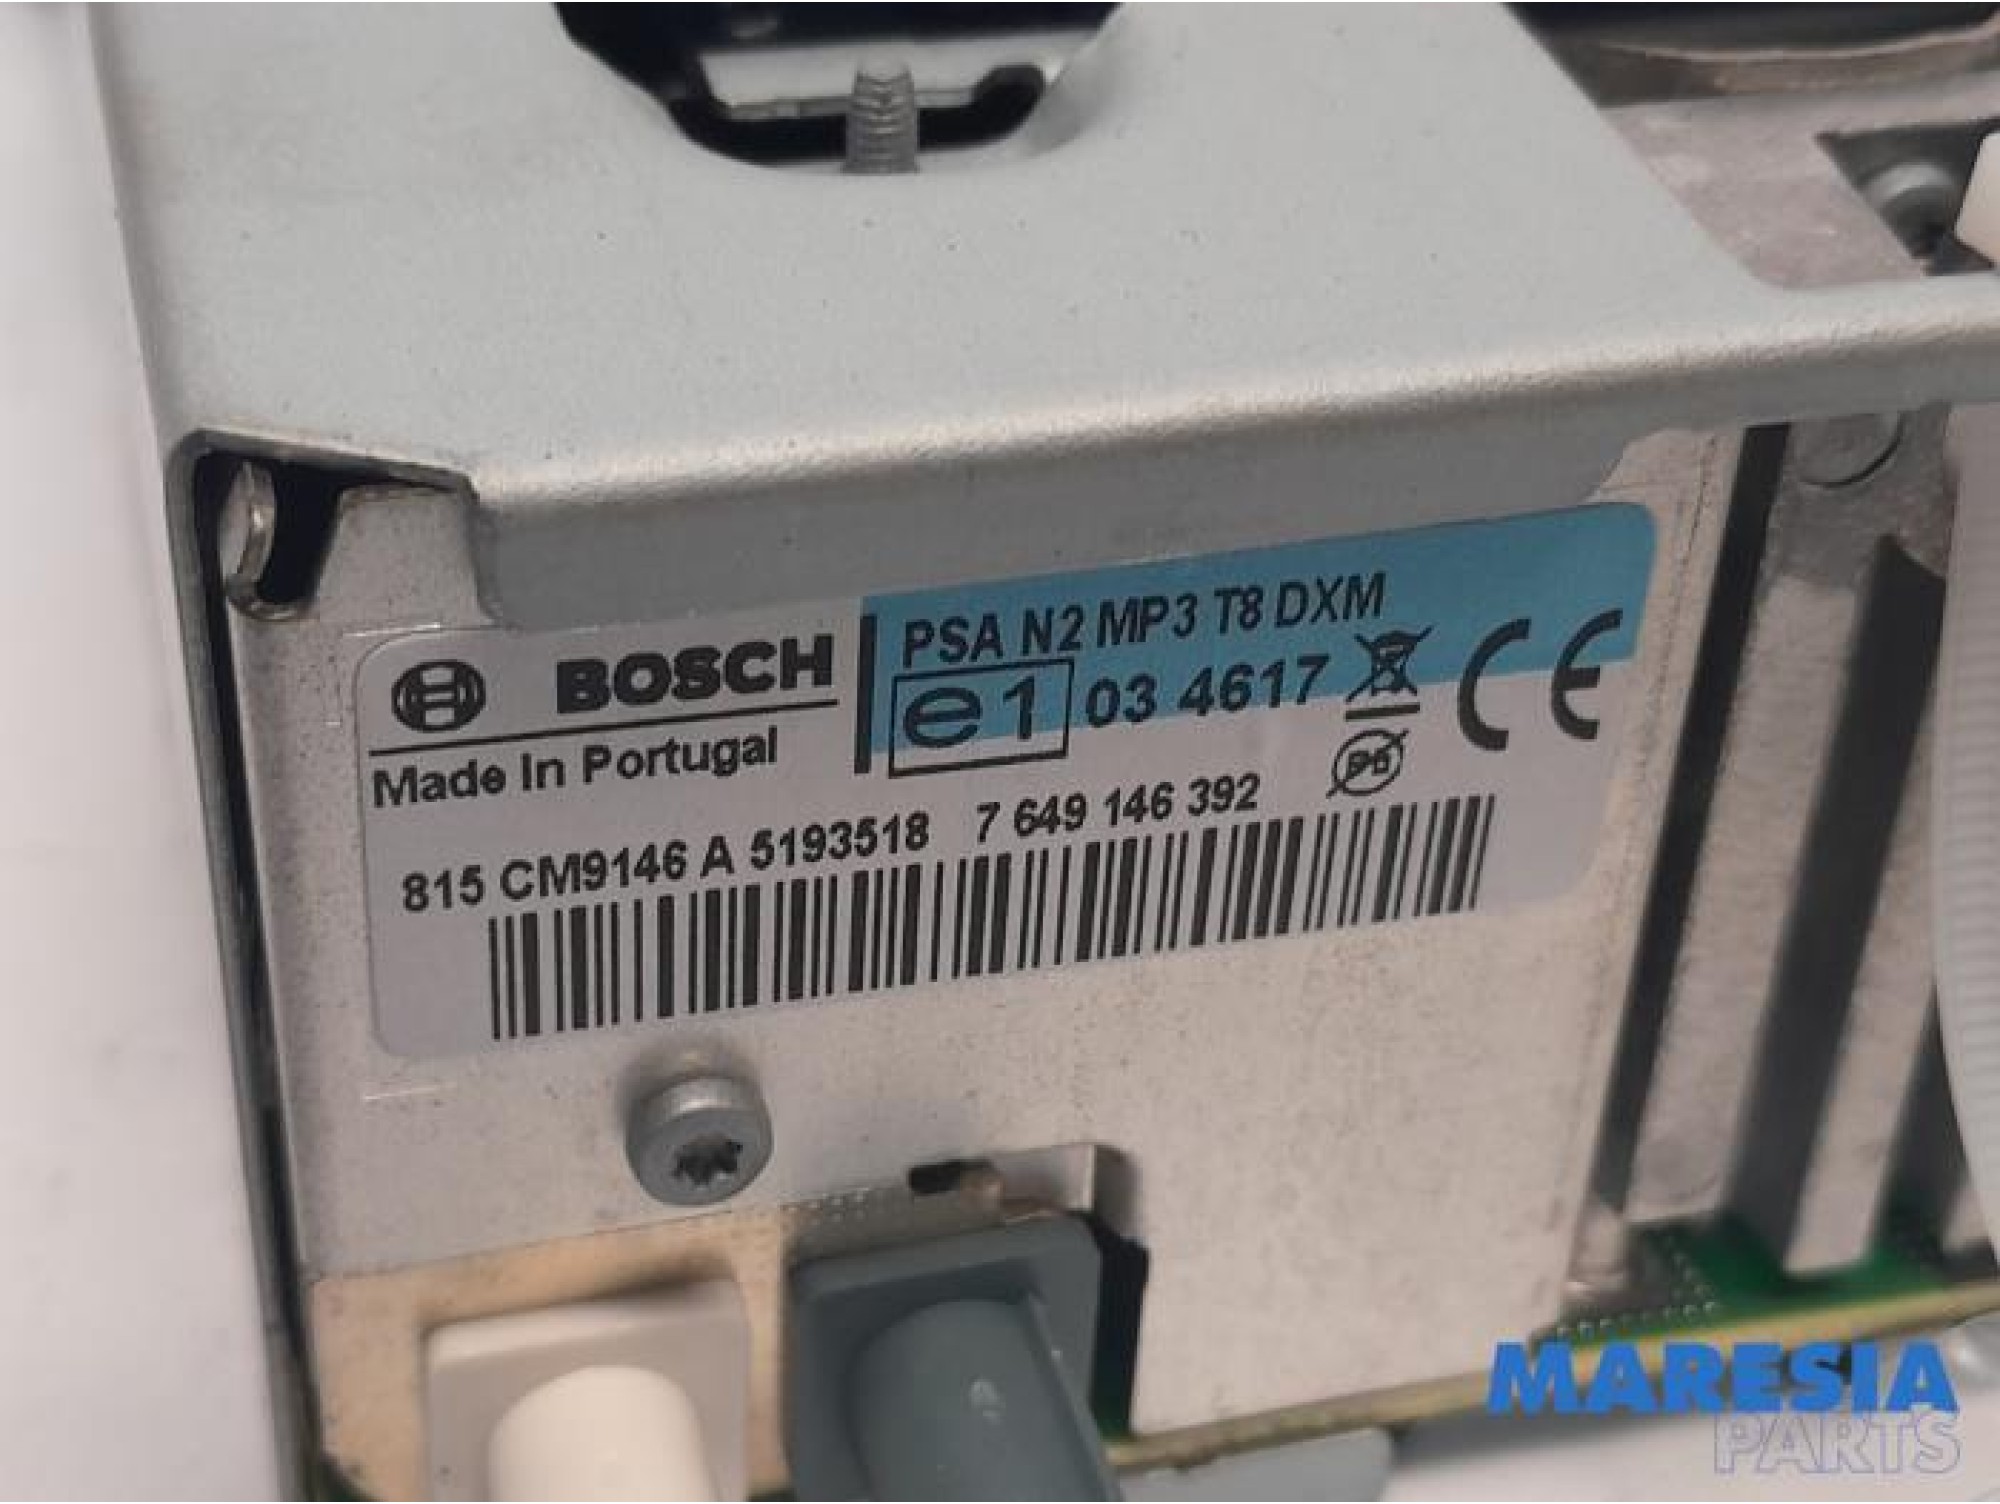 BOSCH
Made In Portugal
PSA N2 MP3 T8 DXM
e1 03 4617
CE
Pb
815 CM9146 A 5193518 7 649 146 392
MARESIA
PARTS